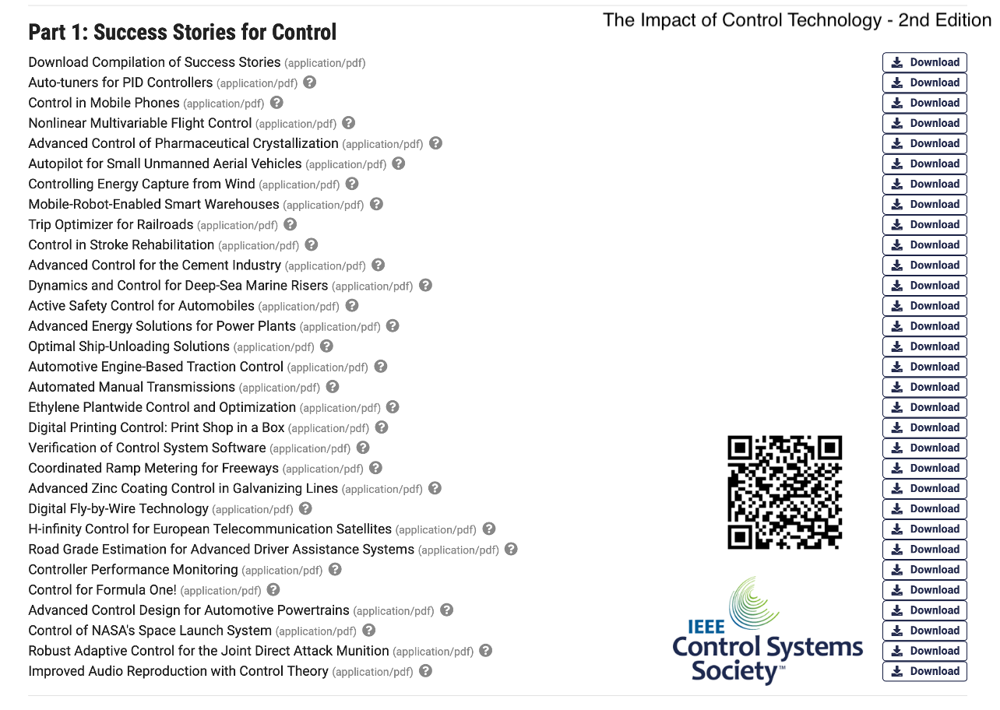 The Impact of Control Technology - 2nd Edition
Part 1: Success Stories for Control
Download Compilation of Success Stories (application/pdf) Download
Auto-tuners for PID Controllers (application/pdf) ? Download
Control in Mobile Phones (application/pdf) ? Download
Nonlinear Multivariable Flight Control (application/pdf) ? Download
Advanced Control of Pharmaceutical Crystallization (application/pdf) ? Download
Autopilot for Small Unmanned Aerial Vehicles (application/pdf) ? Download
Controlling Energy Capture from Wind (application/pdf) ? Download
Mobile-Robot-Enabled Smart Warehouses (application/pdf) ? Download
Trip Optimizer for Railroads (application/pdf) ? Download
Control in Stroke Rehabilitation (application/pdf) ? Download
Advanced Control for the Cement Industry (application/pdf) ? Download
Dynamics and Control for Deep-Sea Marine Risers (application/pdf) ? Download
Active Safety Control for Automobiles (application/pdf) ? Download
Advanced Energy Solutions for Power Plants (application/pdf) ? Download
Optimal Ship-Unloading Solutions (application/pdf) ? Download
Automotive Engine-Based Traction Control (application/pdf) ? Download
Automated Manual Transmissions (application/pdf) ? Download
Ethylene Plantwide Control and Optimization (application/pdf) ? Download
Digital Printing Control: Print Shop in a Box (application/pdf) ? Download
Verification of Control System Software (application/pdf) ? Download
Coordinated Ramp Metering for Freeways (application/pdf) ? Download
Advanced Zinc Coating Control in Galvanizing Lines (application/pdf) ? Download
Digital Fly-by-Wire Technology (application/pdf) ? Download
H-infinity Control for European Telecommunication Satellites (application/pdf) ? Download
Road Grade Estimation for Advanced Driver Assistance Systems (application/pdf) ? Download
Controller Performance Monitoring (application/pdf) ? Download
Control for Formula One! (application/pdf) ? Download
Advanced Control Design for Automotive Powertrains (application/pdf) ? Download
Control of NASA's Space Launch System (application/pdf) ? Download
Robust Adaptive Control for the Joint Direct Attack Munition (application/pdf) ? Download
Improved Audio Reproduction with Control Theory (application/pdf) ? Download
IEEE
Control Systems
Society™